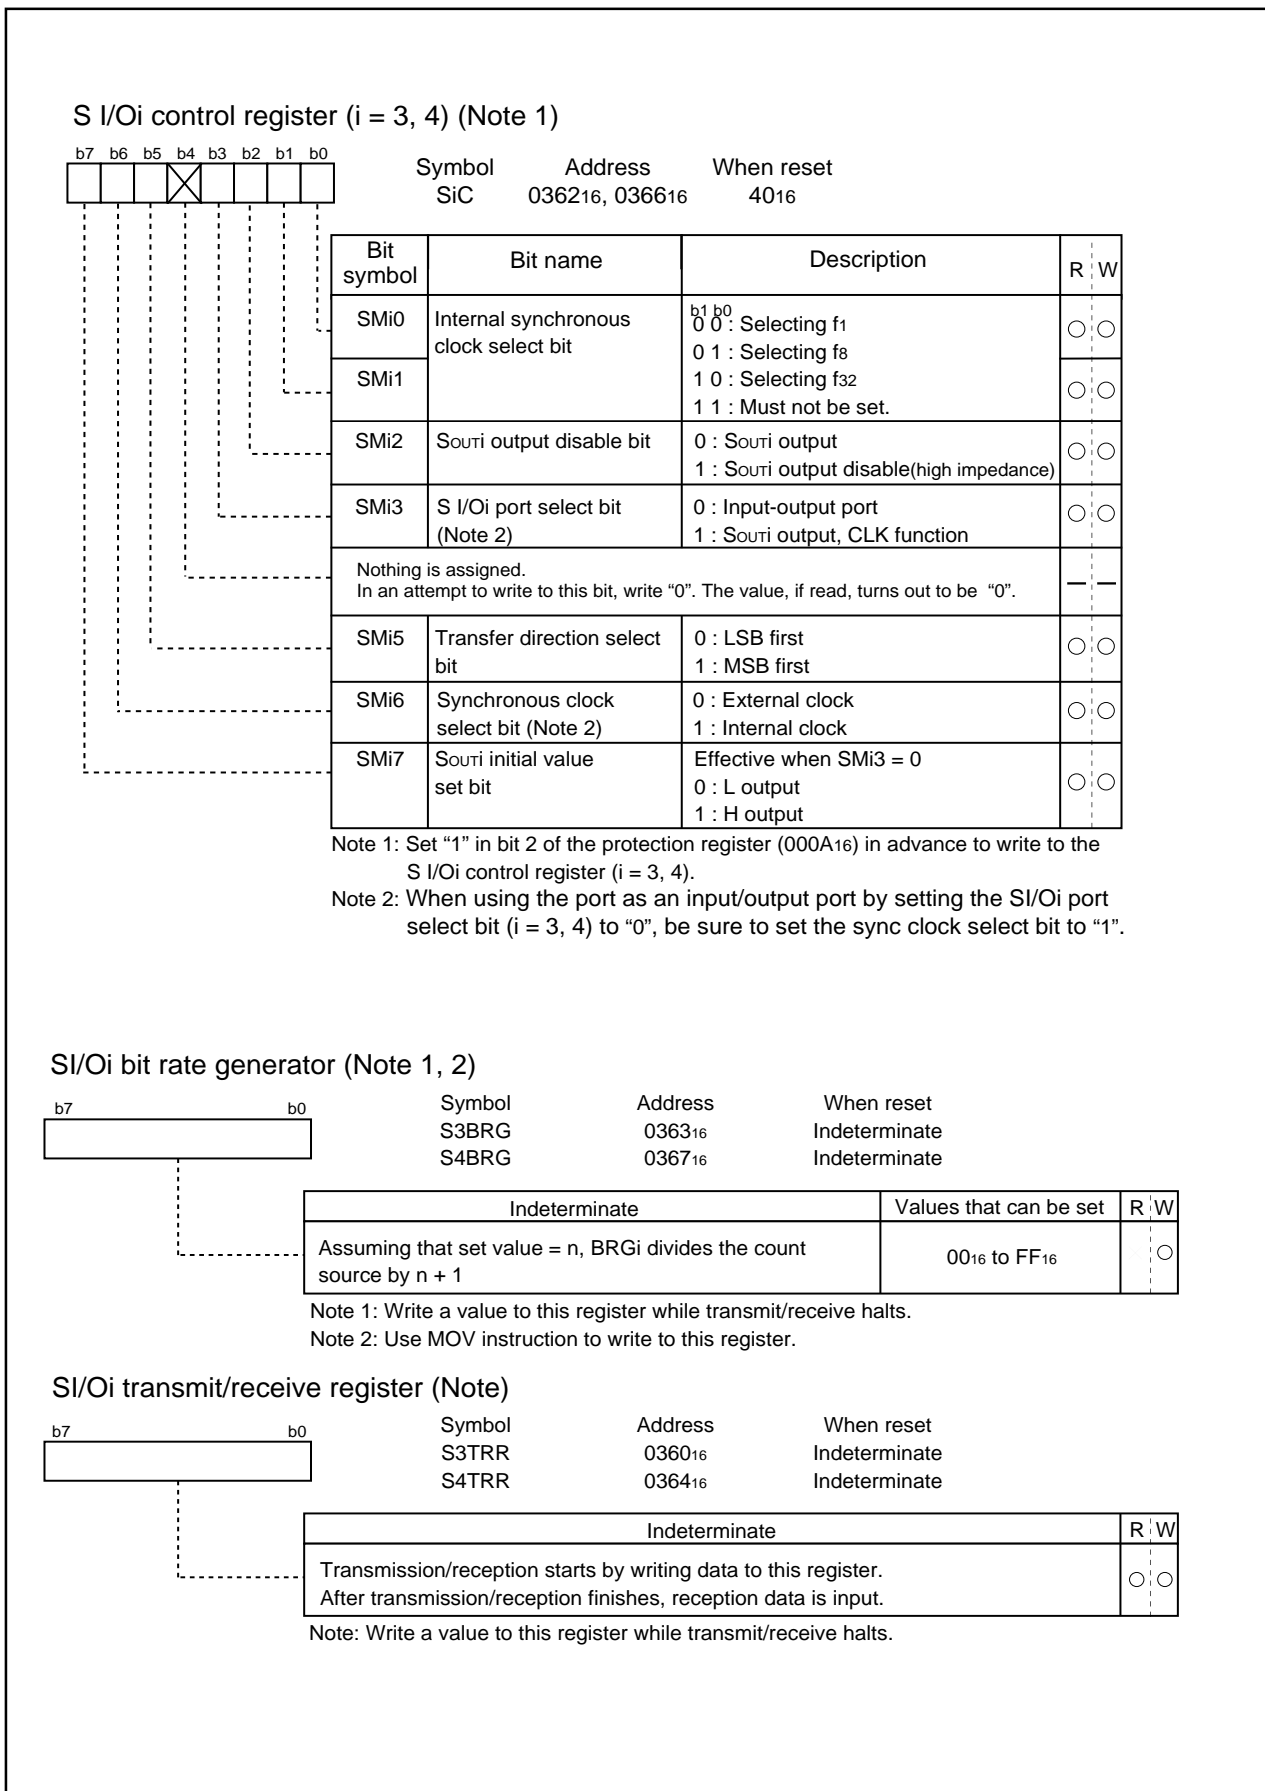 S I/Oi control register (i = 3, 4) (Note 1)
b7 b6 b5 b4 b3 b2 b1 b0
Symbol Address When reset
SiC 036216, 036616 4016
Bit symbol Bit name Description R W
SMi0 Internal synchronous clock select bit b1 b0
0 0 : Selecting f1
0 1 : Selecting f8
SMi1 1 0 : Selecting f32
1 1 : Must not be set.
SMi2 SOUTi output disable bit 0 : SOUTi output
1 : SOUTi output disable(high impedance)
SMi3 S I/Oi port select bit 0 : Input-output port
(Note 2) 1 : SOUTi output, CLK function
Nothing is assigned.
In an attempt to write to this bit, write “0”. The value, if read, turns out to be “0”.
SMi5 Transfer direction select 0 : LSB first
bit 1 : MSB first
SMi6 Synchronous clock 0 : External clock
select bit (Note 2) 1 : Internal clock
SMi7 SOUTi initial value Effective when SMi3 = 0
set bit 0 : L output
1 : H output
Note 1: Set “1” in bit 2 of the protection register (000A16) in advance to write to the
S I/Oi control register (i = 3, 4).
Note 2: When using the port as an input/output port by setting the SI/Oi port
select bit (i = 3, 4) to “0”, be sure to set the sync clock select bit to “1”.
SI/Oi bit rate generator (Note 1, 2)
b7 b0
Symbol Address When reset
S3BRG 036316 Indeterminate
S4BRG 036716 Indeterminate
Indeterminate Values that can be set R W
Assuming that set value = n, BRGi divides the count
source by n + 1 0016 to FF16
Note 1: Write a value to this register while transmit/receive halts.
Note 2: Use MOV instruction to write to this register.
SI/Oi transmit/receive register (Note)
b7 b0
Symbol Address When reset
S3TRR 036016 Indeterminate
S4TRR 036416 Indeterminate
Indeterminate R W
Transmission/reception starts by writing data to this register.
After transmission/reception finishes, reception data is input.
Note: Write a value to this register while transmit/receive halts.